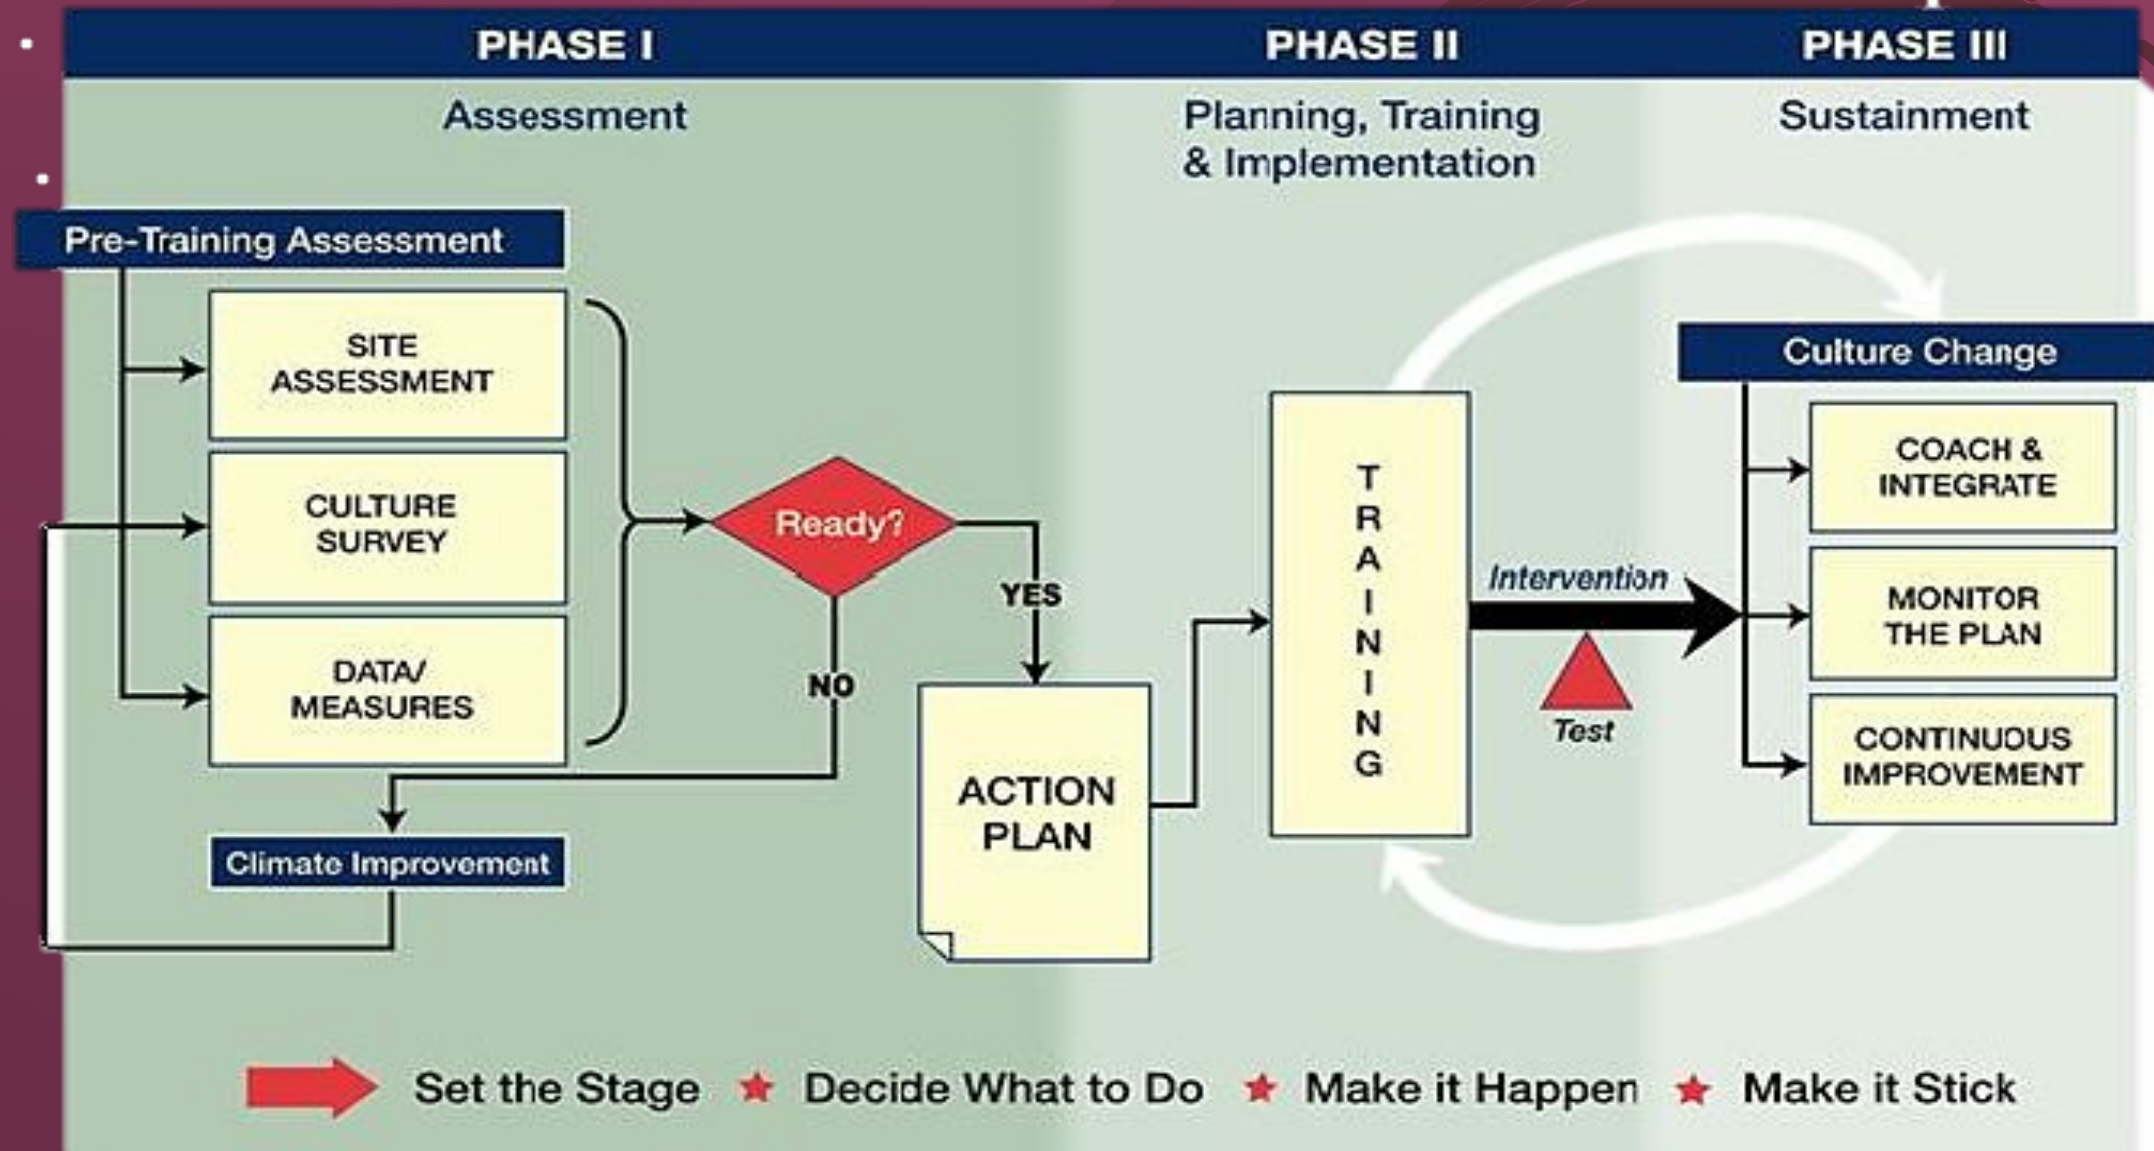 PHASE I
PHASE II
PHASE III
Assessment
Planning, Training
& Implementation
Sustainment
Pre-Training Assessment
SITE
ASSESSMENT
CULTURE
SURVEY
DATA/
MEASURES
Ready?
YES
NO
Climate Improvement
ACTION
PLAN
T
R
A
I
N
I
N
G
Intervention
Test
Culture Change
COACH &
INTEGRATE
MONITOR
THE PLAN
CONTINUOUS
IMPROVEMENT
Set the Stage ★ Decide What to Do ★ Make it Happen ★ Make it Stick